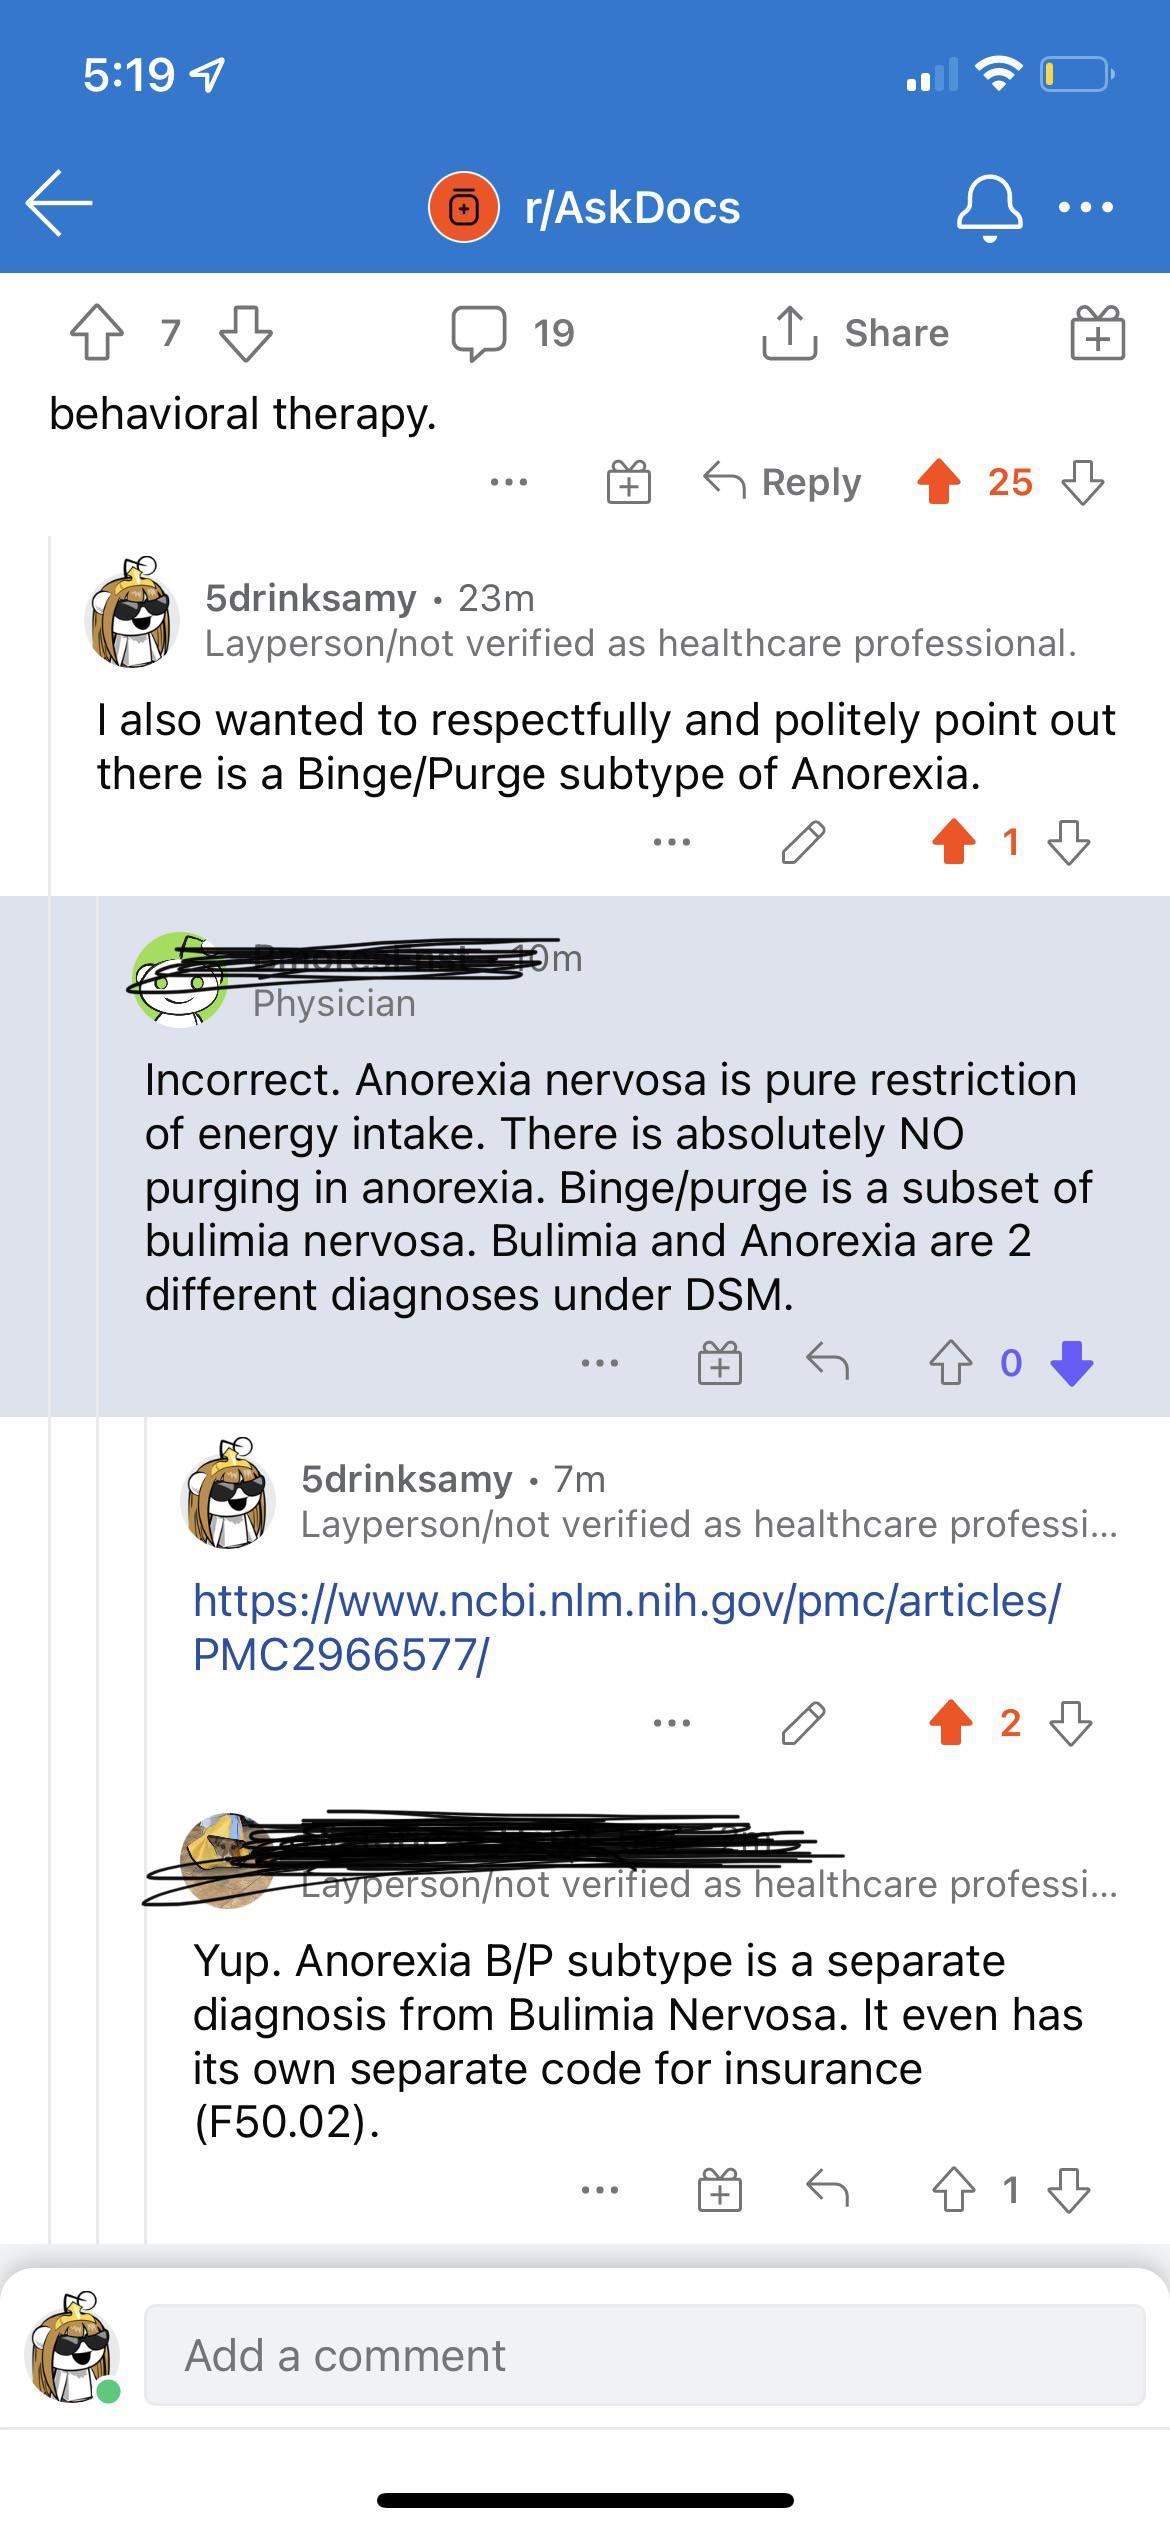 5:19
r/AskDocs
7
19
Share
behavioral therapy.
Reply
25
5drinksamy • 23m
Layperson/not verified as healthcare professional.
I also wanted to respectfully and politely point out
there is a Binge/Purge subtype of Anorexia.
1
10m
Physician
Incorrect. Anorexia nervosa is pure restriction
of energy intake. There is absolutely NO
purging in anorexia. Binge/purge is a subset of
bulimia nervosa. Bulimia and Anorexia are 2
different diagnoses under DSM.
0
5drinksamy • 7m
Layperson/not verified as healthcare professi...
https://www.ncbi.nlm.nih.gov/pmc/articles/
PMC2966577/
2
Layperson/not verified as healthcare professi...
Yup. Anorexia B/P subtype is a separate
diagnosis from Bulimia Nervosa. It even has
its own separate code for insurance
(F50.02).
1
Add a comment